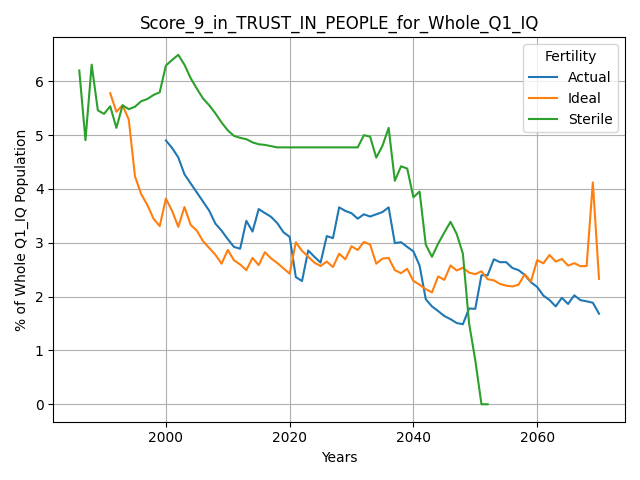 Score_9_in_TRUST_IN_PEOPLE_for_Whole_Q1_IQ
% of Whole Q1_IQ Population
6
5
4
3
2
1
0
Fertility
Actual
Ideal
Sterile
2000
2020
2040
2060
Years